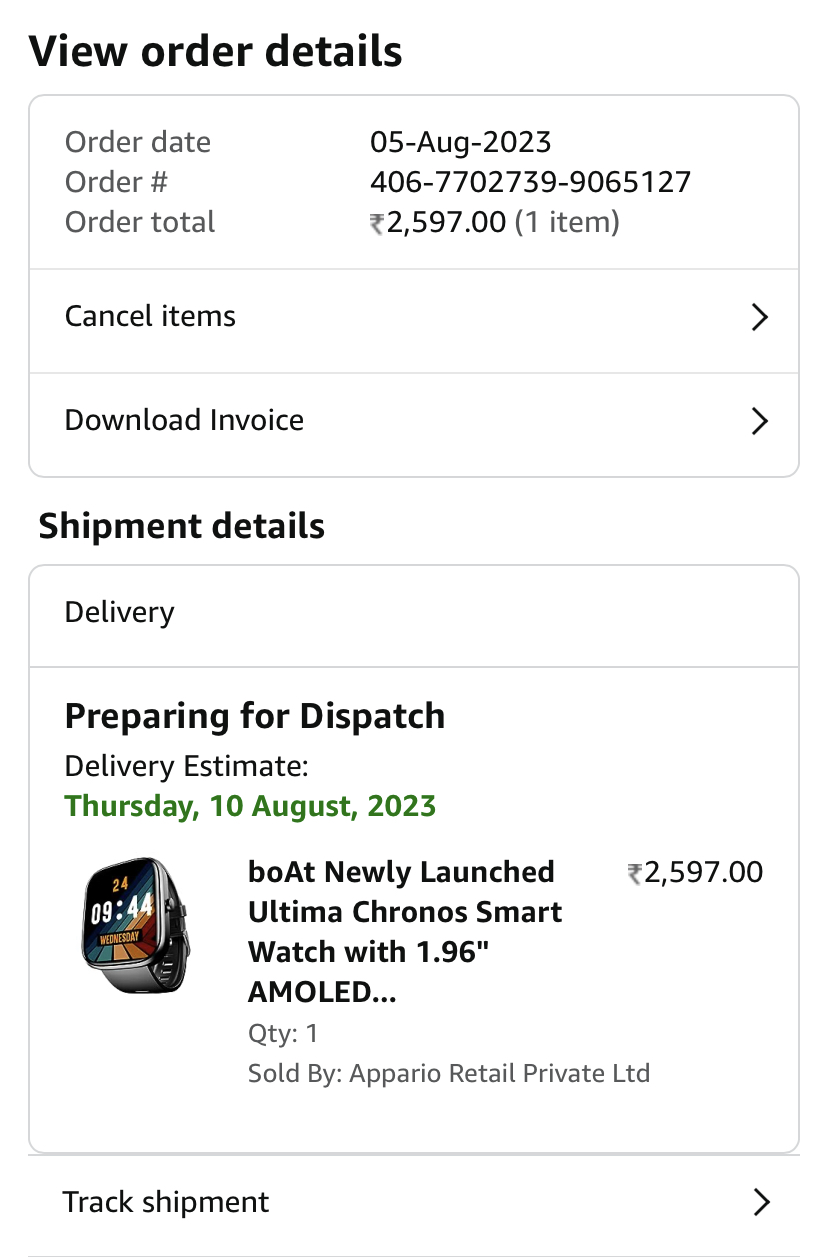 View order details
Order date 05-Aug-2023
Order # 406-7702739-9065127
Order total ₹2,597.00 (1 item)
Cancel items
Download Invoice
Shipment details
Delivery
Preparing for Dispatch
Delivery Estimate:
Thursday, 10 August, 2023
24
09:44
WEDNESDAY
boAt Newly Launched ₹2,597.00
Ultima Chronos Smart
Watch with 1.96"
AMOLED...
Qty: 1
Sold By: Appario Retail Private Ltd
Track shipment